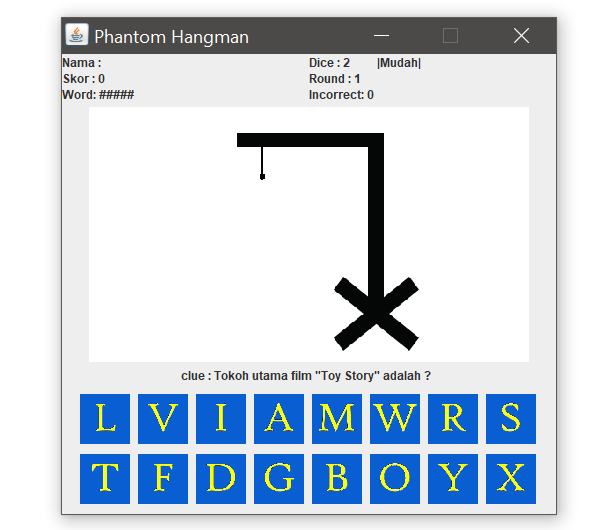 Phantom Hangman
Nama :
Dice : 2 |Mudah|
Skor : 0
Round : 1
Word: #####
Incorrect: 0
clue : Tokoh utama film "Toy Story" adalah ?
L V I A M W R S
T F D G B O Y X